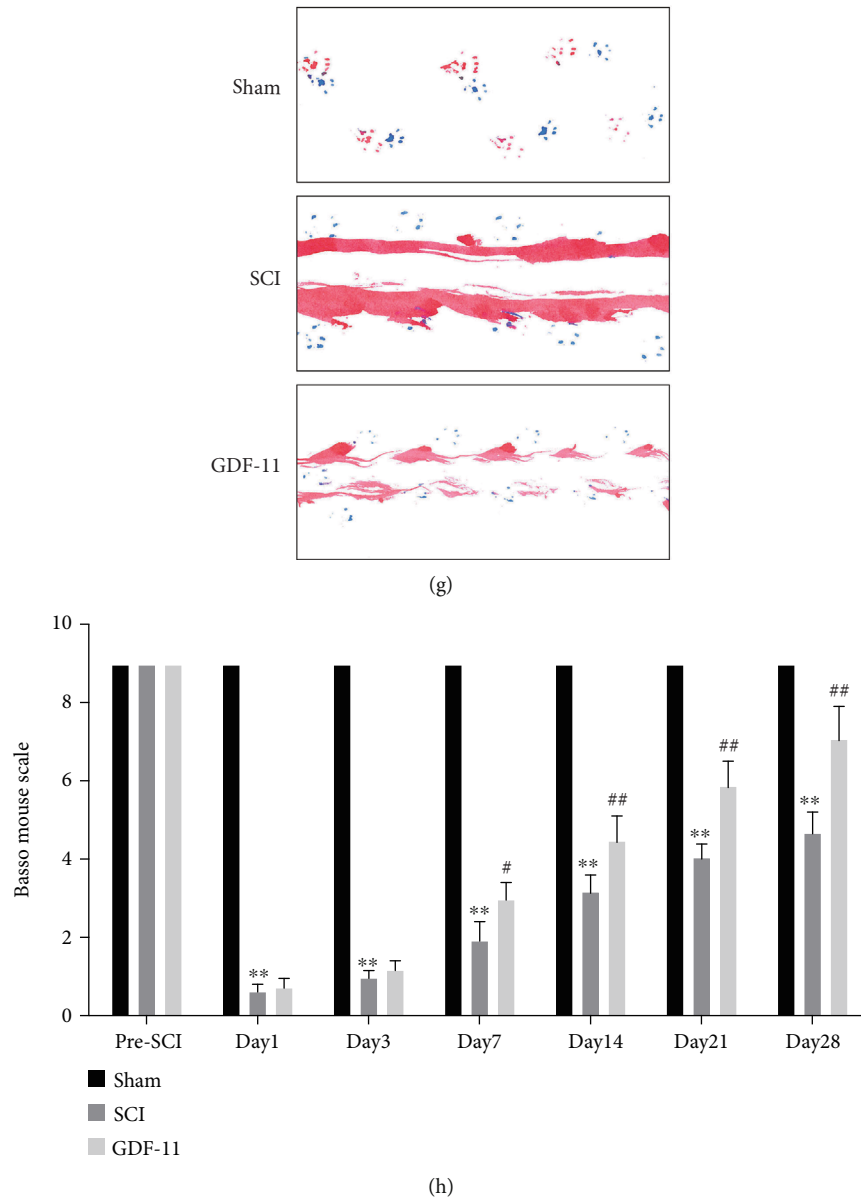 Sham
SCI
GDF-11
(g)
10
8
6
4
2
0
Basso mouse scale
**
**
**
#
**
##
**
##
**
##
Pre-SCI Day1 Day3 Day7 Day14 Day21 Day28
Sham
SCI
GDF-11
(h)